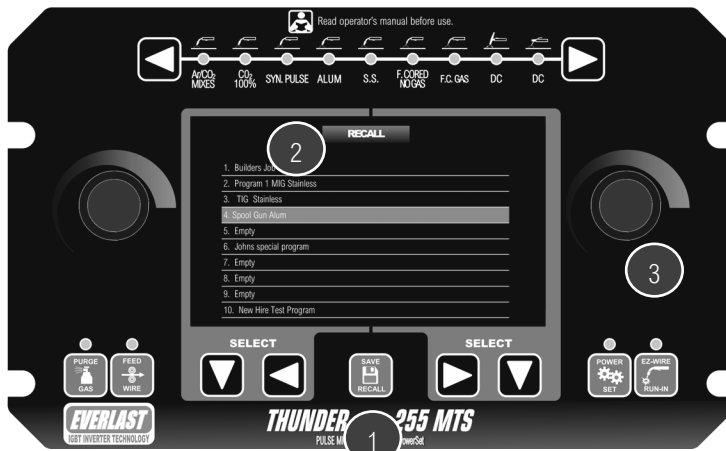 Read operator's manual before use.
Ar/CO2 MIXES
CO2 100%
SYN. PULSE
ALUM
S.S.
F.CORED NO GAS
F.C. GAS
DC
DC
RECALL
2
1. Builders Job
2. Program 1 MIG Stainless
3. TIG Stainless
4. Spool Gun Alum
5. Empty
6. Johns special program
7. Empty
8. Empty
9. Empty
10. New Hire Test Program
3
SELECT
SELECT
PURGE
GAS
FEED
WIRE
SAVE
RECALL
POWER
SET
EZ-WIRE
RUN-IN
EVERLAST
IGBT INVERTER TECHNOLOGY
THUNDER 255 MTS
PULSE
1